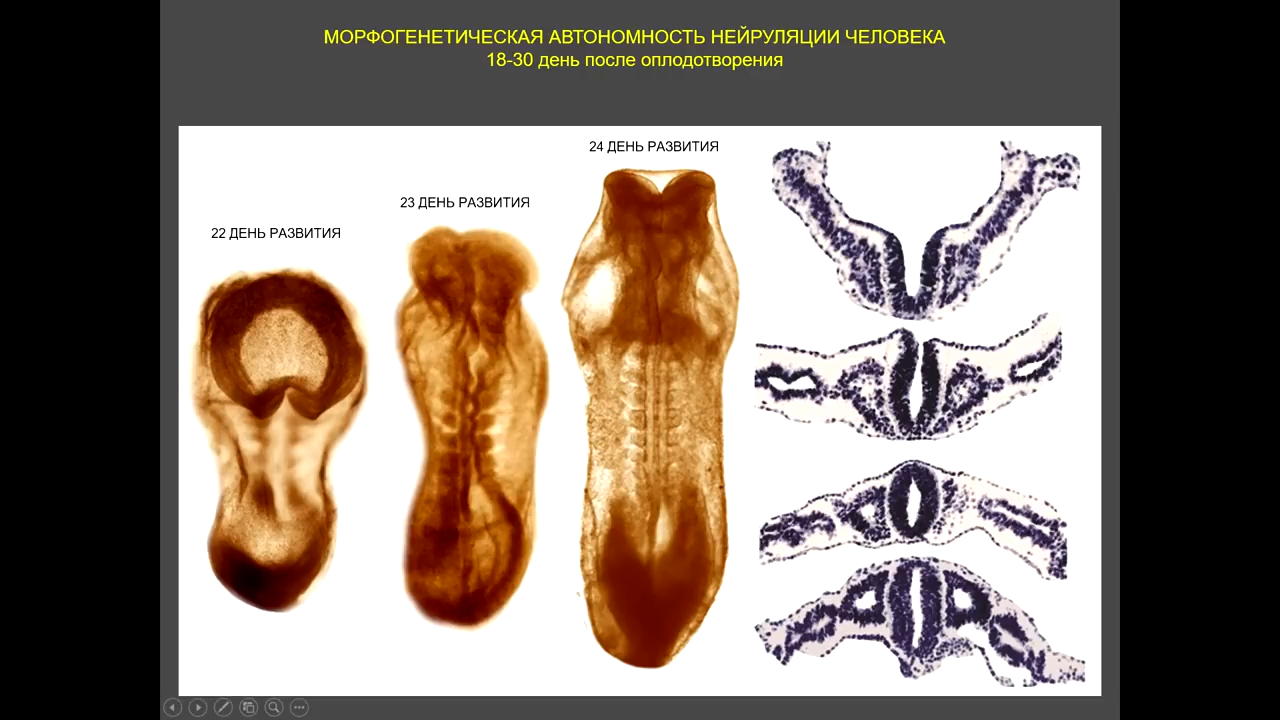 МОРФОГЕНЕТИЧЕСКАЯ АВТОНОМНОСТЬ НЕЙРУЛЯЦИИ ЧЕЛОВЕКА
18-30 день после оплодотворения
22 ДЕНЬ РАЗВИТИЯ
23 ДЕНЬ РАЗВИТИЯ
24 ДЕНЬ РАЗВИТИЯ